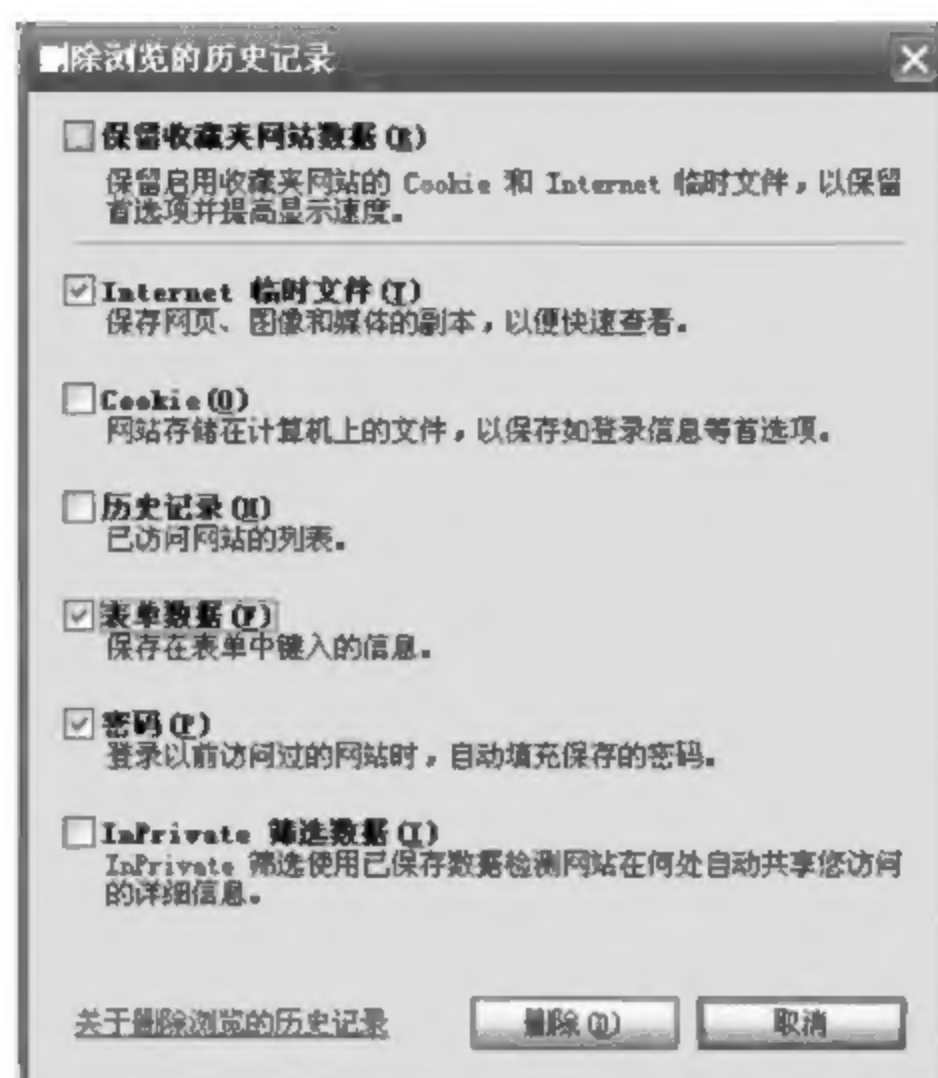 删除浏览的历史记录
保留收藏夹网站数据(R)
保留启用收藏夹网站的 Cookie 和 Internet 临时文件，以保留
首选项并提高显示速度。
Internet 临时文件(T)
保存网页、图像和媒体的副本，以便快速查看。
Cookie(O)
网站存储在计算机上的文件，以保存如登录信息等首选项。
历史记录(H)
已访问网站的列表。
表单数据(F)
保存在表单中键入的信息。
密码(P)
登录以前访问过的网站时，自动填充保存的密码。
InPrivate 筛选数据(I)
InPrivate 筛选使用已保存数据检测网站在何处自动共享您访问
的详细信息。
关于删除浏览的历史记录
删除(D)
取消